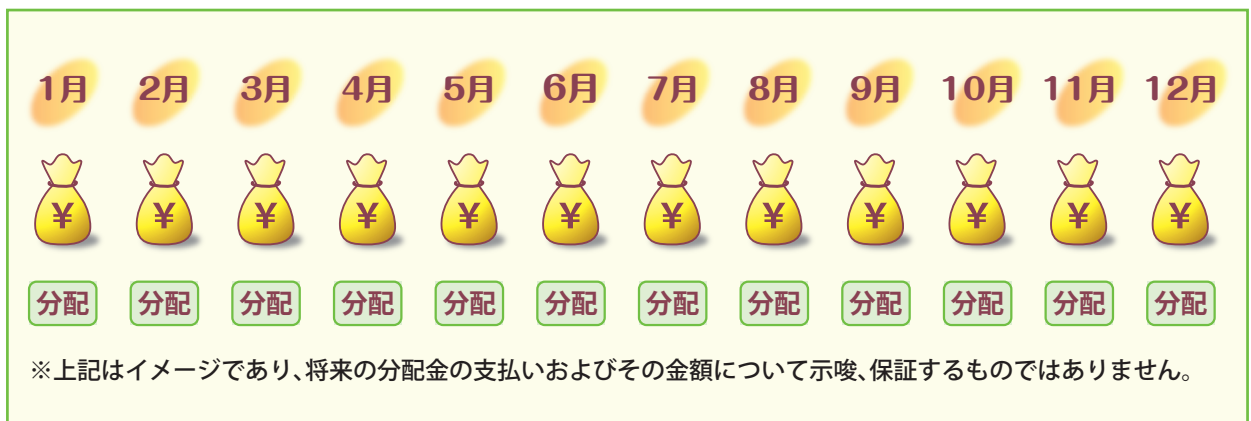 1月 2月 3月 4月 5月 6月 7月 8月 9月 10月 11月 12月
¥ ¥ ¥ ¥ ¥ ¥ ¥ ¥ ¥ ¥ ¥ ¥
分配 分配 分配 分配 分配 分配 分配 分配 分配 分配 分配 分配
※上記はイメージであり、将来の分配金の支払いおよびその金額について示唆、保証するものではありません。